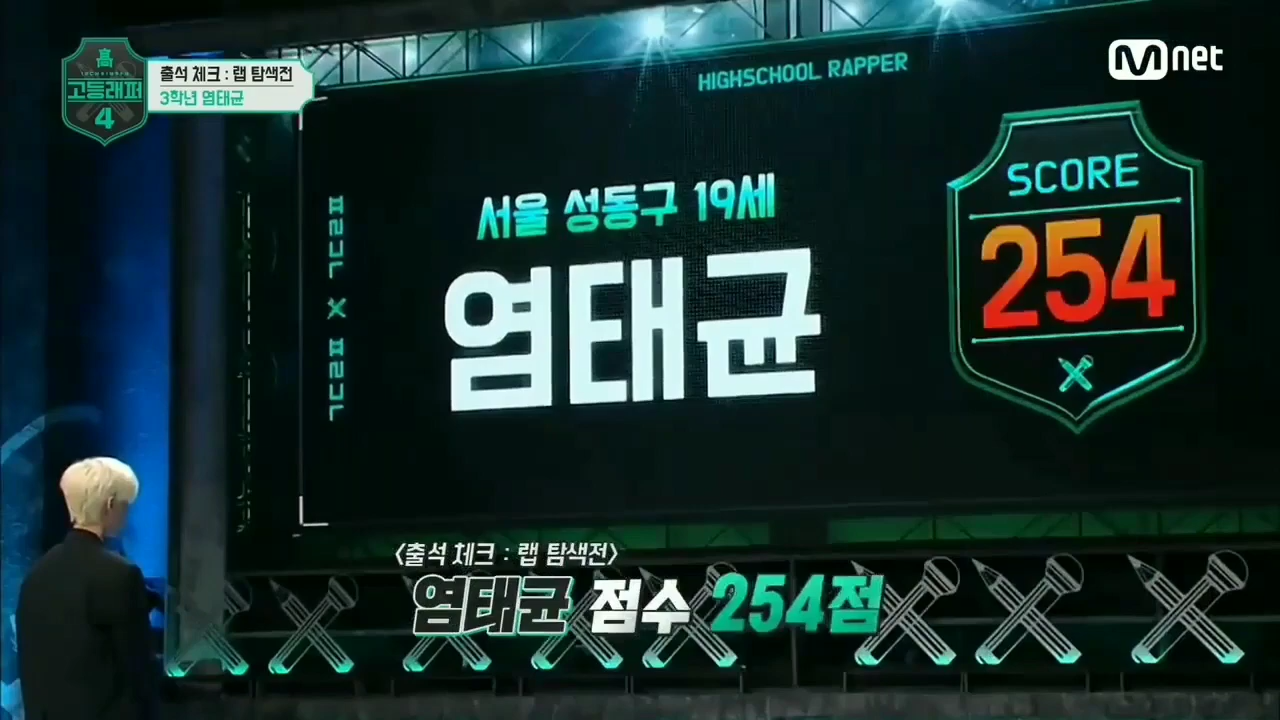 高
고등래퍼
4
출석 체크 : 랩 탐색전
3학년 염태균
Mnet
HIGHSCHOOL RAPPER
서울 성동구 19세
염태균
SCORE
254
〈출석 체크 : 랩 탐색전〉
염태균 점수 254점